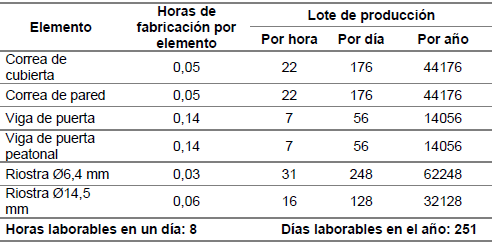 Elemento Horas de fabricación por elemento Lote de producción
Por hora Por día Por año
Correa de cubierta 0,05 22 176 44176
Correa de pared 0,05 22 176 44176
Viga de puerta 0,14 7 56 14056
Viga de puerta peatonal 0,14 7 56 14056
Riostra Ø6,4 mm 0,03 31 248 62248
Riostra Ø14,5 mm 0,06 16 128 32128
Horas laborables en un día: 8 Días laborables en el año: 251